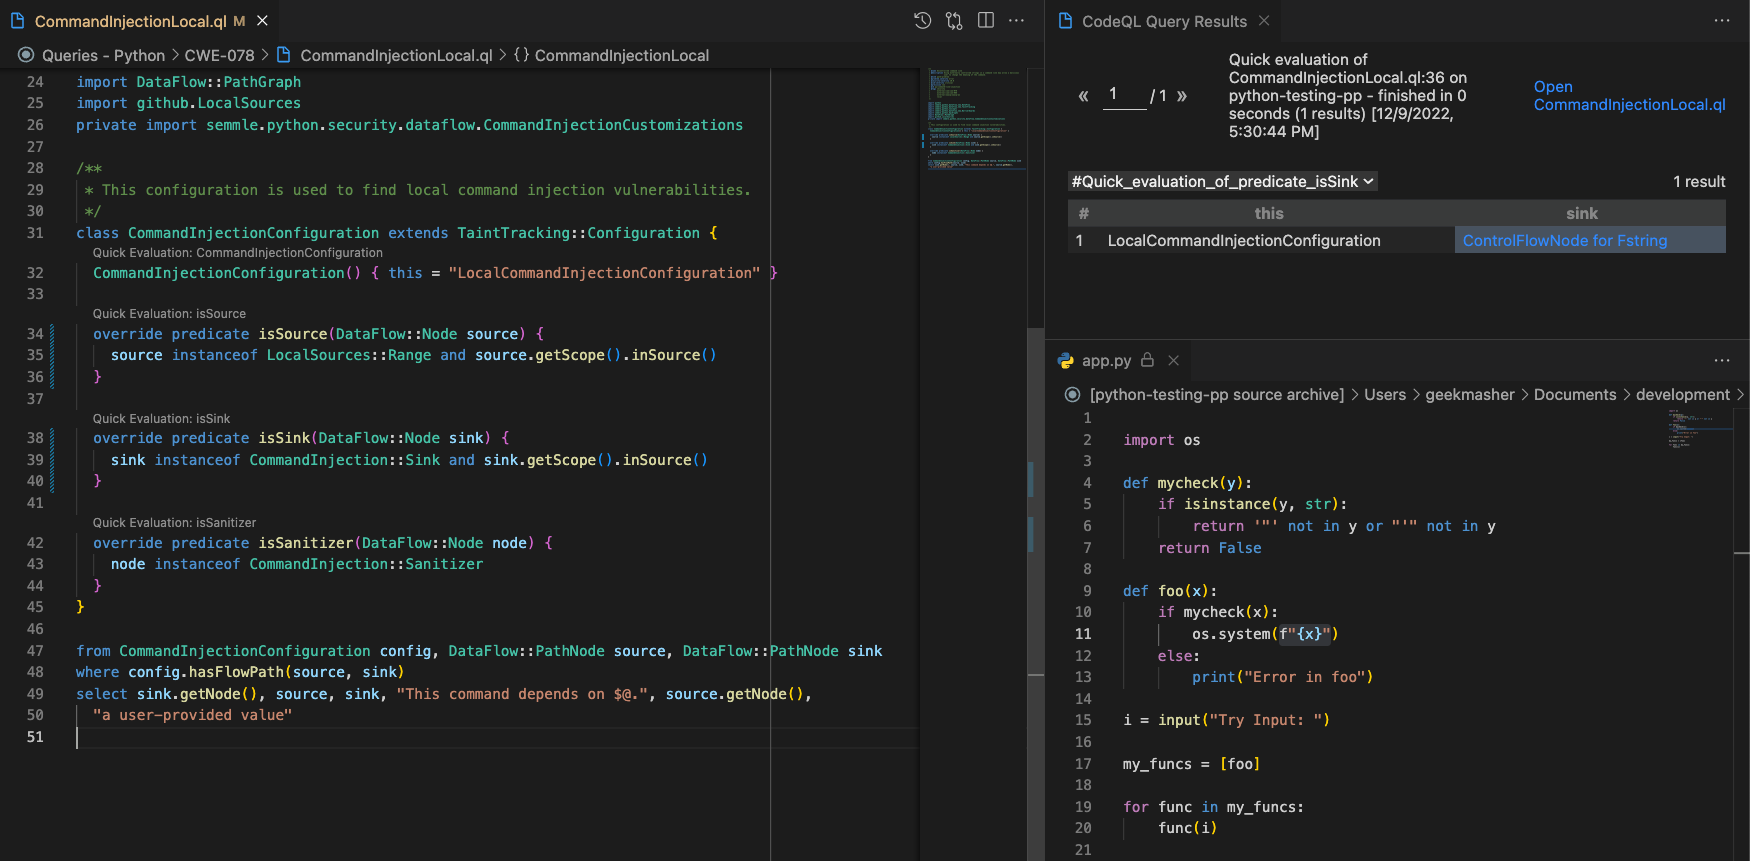 CommandInjectionLocal.ql M
Queries - Python > CWE-078 > CommandInjectionLocal.ql > {} CommandInjectionLocal
24 import DataFlow::PathGraph
25 import github.LocalSources
26 private import semmle.python.security.dataflow.CommandInjectionCustomizations
27
28 /**
29 * This configuration is used to find local command injection vulnerabilities.
30 */
31 class CommandInjectionConfiguration extends TaintTracking::Configuration {
Quick Evaluation: CommandInjectionConfiguration
32 CommandInjectionConfiguration() { this = "LocalCommandInjectionConfiguration" }
33
Quick Evaluation: isSource
34 override predicate isSource(DataFlow::Node source) {
35 source instanceof LocalSources::Range and source.getScope().inSource()
36 }
37
Quick Evaluation: isSink
38 override predicate isSink(DataFlow::Node sink) {
39 sink instanceof CommandInjection::Sink and sink.getScope().inSource()
40 }
41
Quick Evaluation: isSanitizer
42 override predicate isSanitizer(DataFlow::Node node) {
43 node instanceof CommandInjection::Sanitizer
44 }
45 }
46
47 from CommandInjectionConfiguration config, DataFlow::PathNode source, DataFlow::PathNode sink
48 where config.hasFlowPath(source, sink)
49 select sink.getNode(), source, sink, "This command depends on $@.", source.getNode(),
50 "a user-provided value"
51
CodeQL Query Results
« 1 / 1 »
Quick evaluation of
CommandInjectionLocal.ql:36 on
python-testing-pp - finished in 0
seconds (1 results) [12/9/2022,
5:30:44 PM]
Open
CommandInjectionLocal.ql
#Quick_evaluation_of_predicate_isSink 1 result
# this sink
1 LocalCommandInjectionConfiguration ControlFlowNode for Fstring
app.py
[python-testing-pp source archive] > Users > geekmasher > Documents > development >
1
2 import os
3
4 def mycheck(y):
5 if isinstance(y, str):
6 return '"' not in y or "'" not in y
7 return False
8
9 def foo(x):
10 if mycheck(x):
11 os.system(f"{x}")
12 else:
13 print("Error in foo")
14
15 i = input("Try Input: ")
16
17 my_funcs = [foo]
18
19 for func in my_funcs:
20 func(i)
21